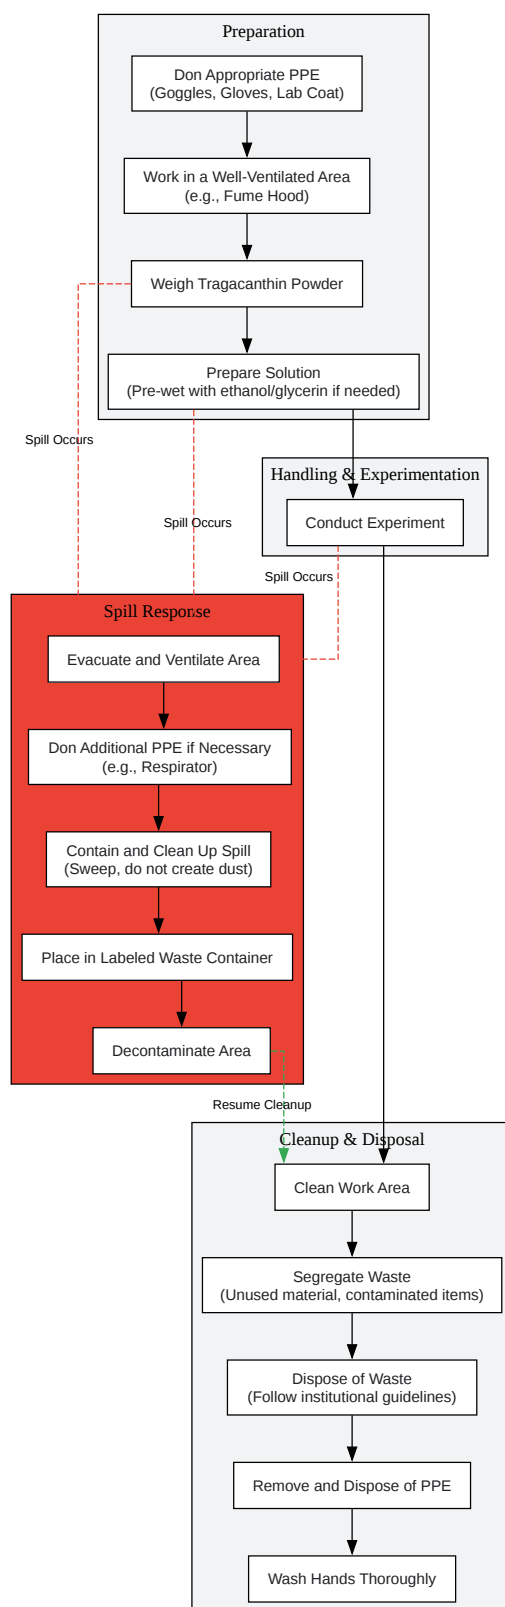 Preparation
Don Appropriate PPE
(Goggles, Gloves, Lab Coat)
Work in a Well-Ventilated Area
(e.g., Fume Hood)
Weigh Tragacanthin Powder
Prepare Solution
(Pre-wet with ethanol/glycerin if needed)
Spill Occurs
Handling & Experimentation
Spill Occurs
Conduct Experiment
Spill Occurs
Spill Response
Evacuate and Ventilate Area
Don Additional PPE if Necessary
(e.g., Respirator)
Contain and Clean Up Spill
(Sweep, do not create dust)
Place in Labeled Waste Container
Decontaminate Area
Resume Cleanup
Cleanup & Disposal
Clean Work Area
Segregate Waste
(Unused material, contaminated items)
Dispose of Waste
(Follow institutional guidelines)
Remove and Dispose of PPE
Wash Hands Thoroughly